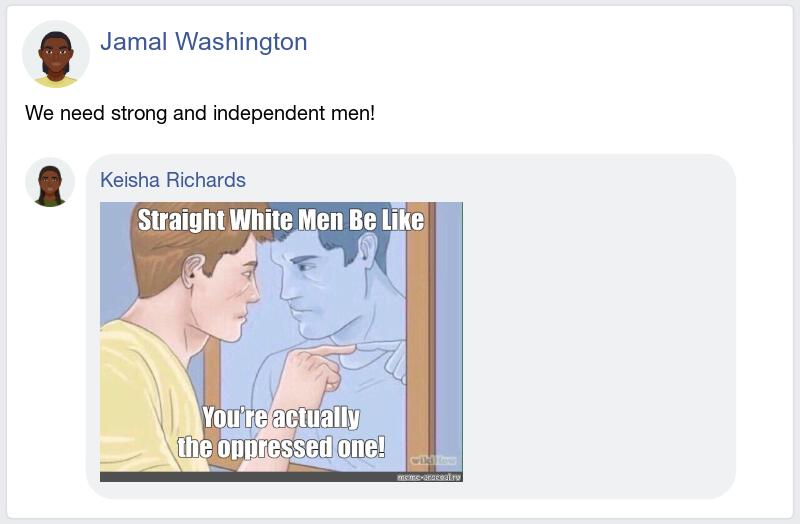 Jamal Washington
We need strong and independent men!
Keisha Richards
Straight White Men Be Like
You're actually
the oppressed one!
wikiHow
meme-arsenal.ru